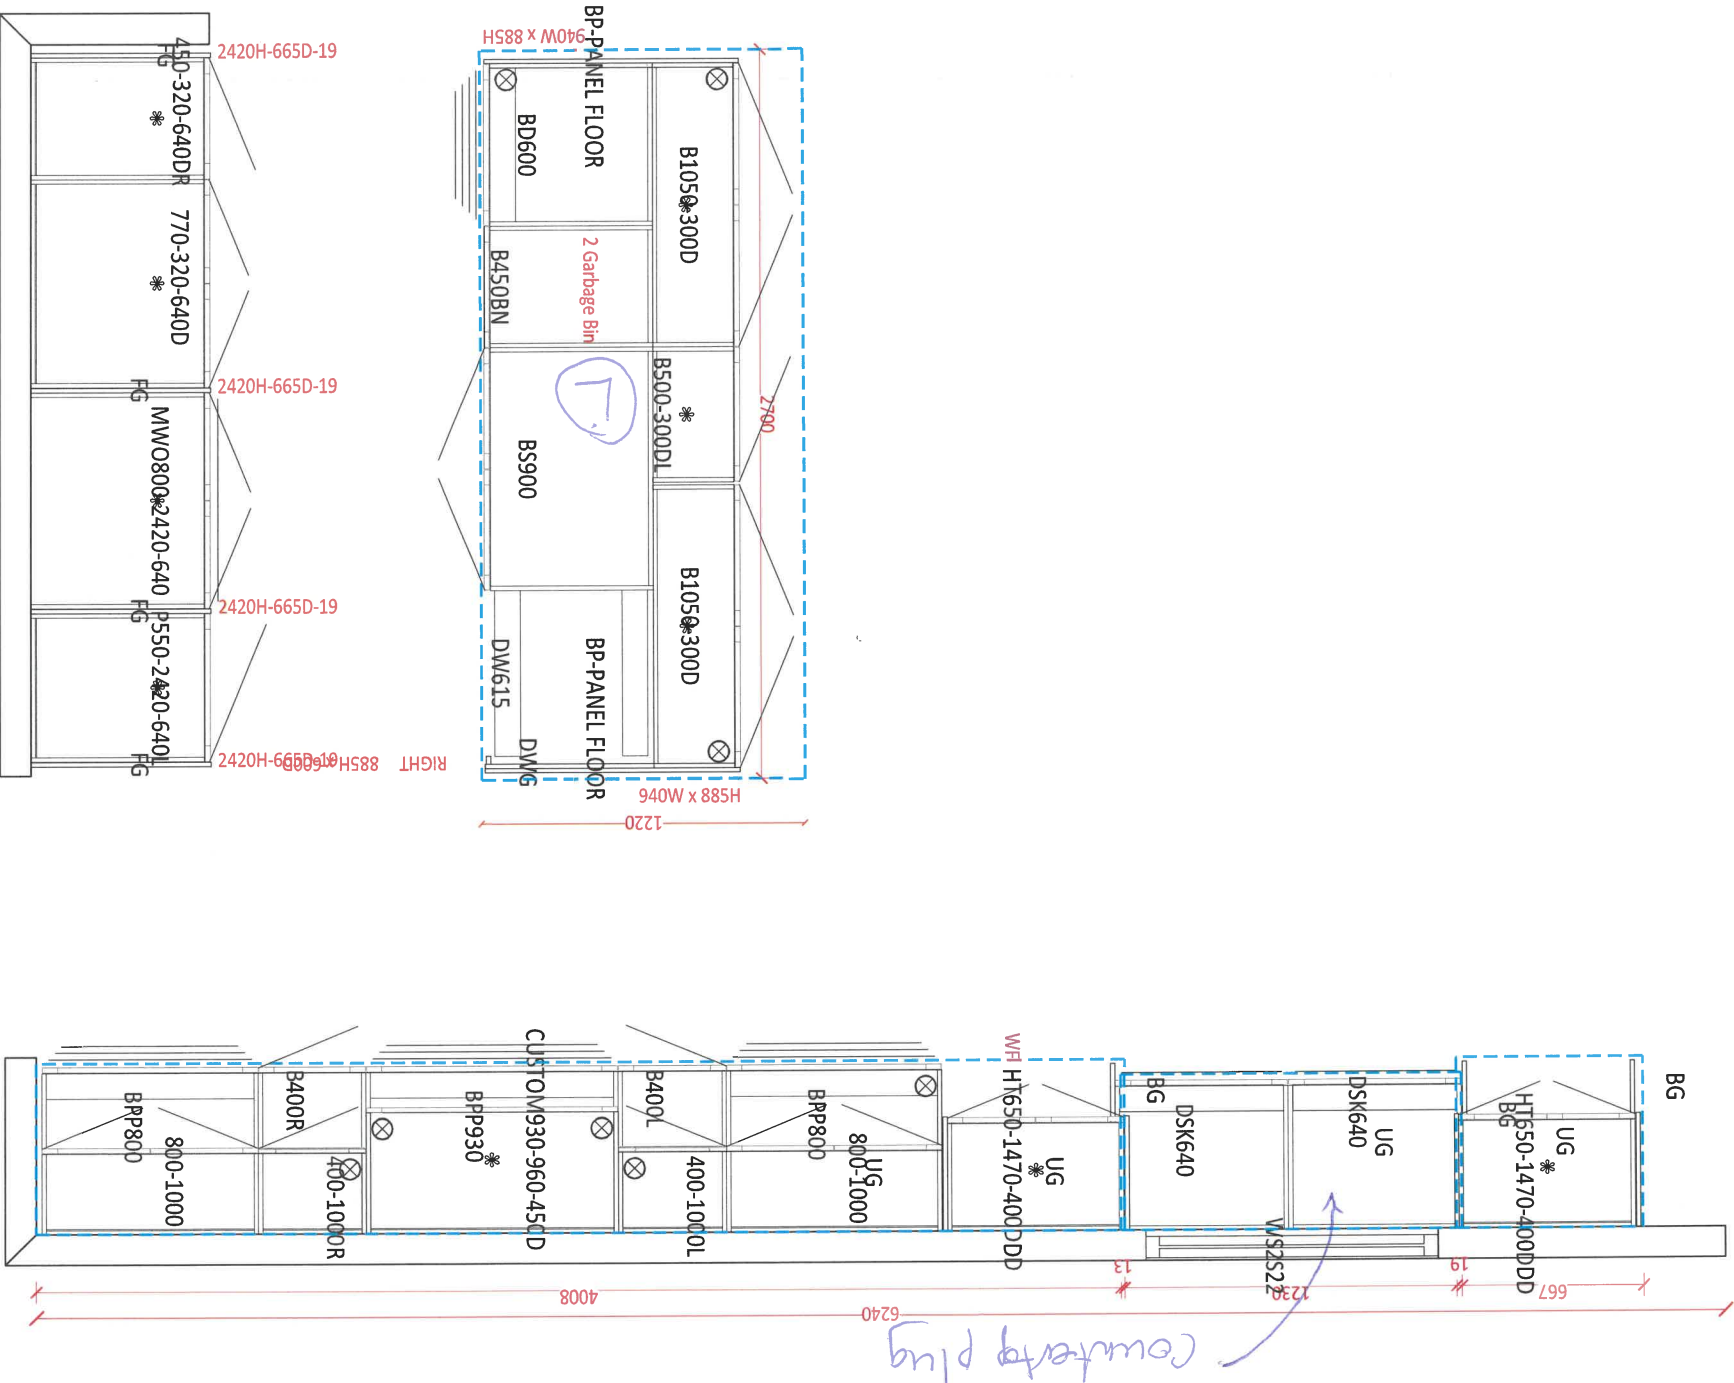 2420H-665D-19
FG
450-320-640DR
770-320-640D
2420H-665D-19
FG
MWO800-2420-640
2420H-665D-19
FG
P550-2420-640L
2420H-665D-19
FG
RIGHT 885H x 600D
940W x 885H
BP-PANEL FLOOR
BD600
B1050-300D
B450BN
2 Garbage Bin
B500-300DL
2700
BS900
B1050-300D
DW615
BP-PANEL FLOOR
DWG
940W x 885H
1220
BPP800
800-1000
B400R
400-1000R
BPP930
CUSTOM930-960-450D
B400L
400-1000L
BPP800
800-1000
UG
WFI
HT650-1470-400DDD
UG
BG
DSK640
DSK640
UG
WS2S22
BG
HT650-1470-400DDD
UG
BG
13
19
4008
1230
667
6240
Countertop plug